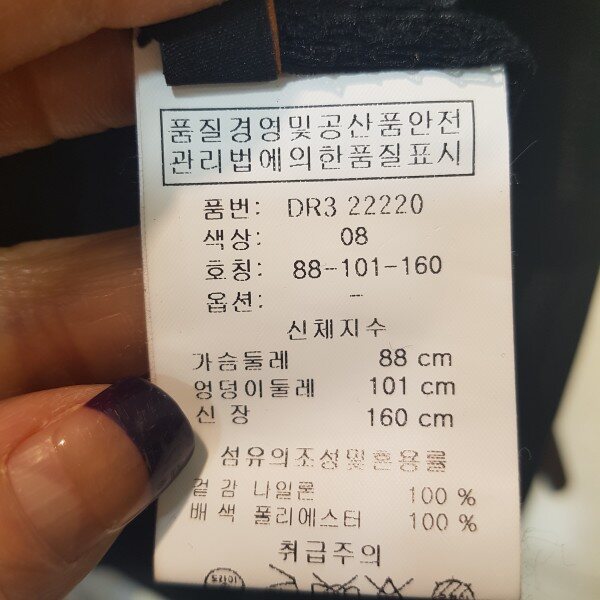 품질경영및공산품안전
관리법에의한품질표시
품번: DR3 22220
색상: 08
호칭: 88-101-160
옵션: -
신체지수
가슴둘레 88 cm
엉덩이둘레 101 cm
신 장 160 cm
섬유의조성및혼용률
겉감 나일론 100 %
배색 폴리에스터 100 %
취급주의
드라이